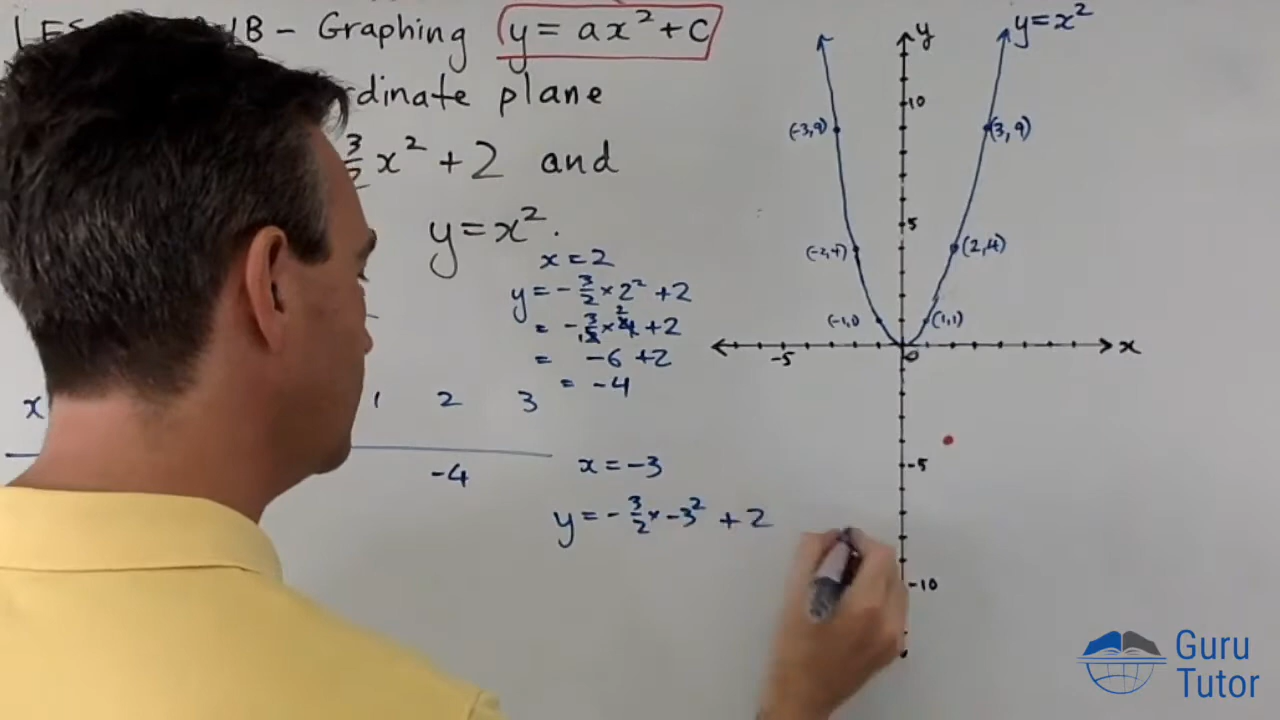 B - Graphing y = ax² + C
rdinate plane
3/2 x² + 2 and
y = x².
x = 2
y = - 3/2 × 2² + 2
= - 3/2 × 4 + 2
= -6 + 2
= -4
x 1 2 3
-4
x = -3
y = - 3/2 × -3² + 2
y
y = x²
10
(-3,9)
(3,9)
5
(-2,4)
(2,4)
(1,1)
-5
0
x
-5
-10
Guru
Tutor